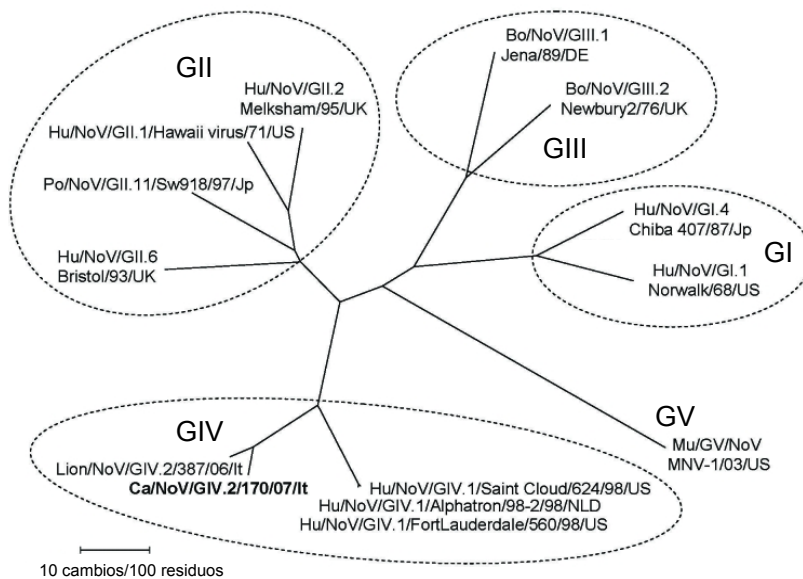 GII
Hu/NoV/GII.2
Melksham/95/UK
Hu/NoV/GII.1/Hawaii virus/71/US
Po/NoV/GII.11/Sw918/97/Jp
Hu/NoV/GII.6
Bristol/93/UK
Bo/NoV/GIII.1
Jena/89/DE
Bo/NoV/GIII.2
Newbury2/76/UK
GIII
Hu/NoV/GI.4
Chiba 407/87/Jp
GI
Hu/NoV/GI.1
Norwalk/68/US
GV
Mu/GV/NoV
MNV-1/03/US
GIV
Lion/NoV/GIV.2/387/06/It
Ca/NoV/GIV.2/170/07/It
Hu/NoV/GIV.1/Saint Cloud/624/98/US
Hu/NoV/GIV.1/Alphatron/98-2/98/NLD
Hu/NoV/GIV.1/FortLauderdale/560/98/US
10 cambios/100 residuos